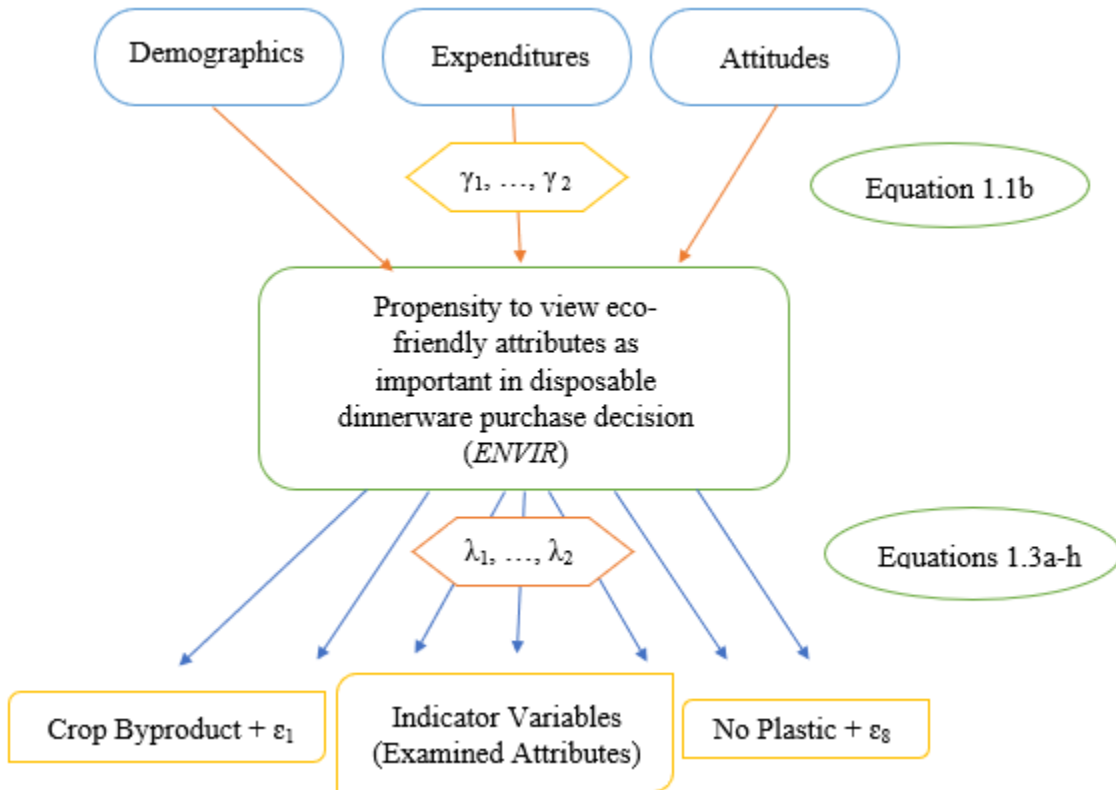 Demographics
Expenditures
Attitudes
γ₁, …, γ ₂
Equation 1.1b
Propensity to view eco-
friendly attributes as
important in disposable
dinnerware purchase decision
(ENVIR)
λ₁, …, λ₂
Equations 1.3a-h
Crop Byproduct + ε₁
Indicator Variables
(Examined Attributes)
No Plastic + ε₈